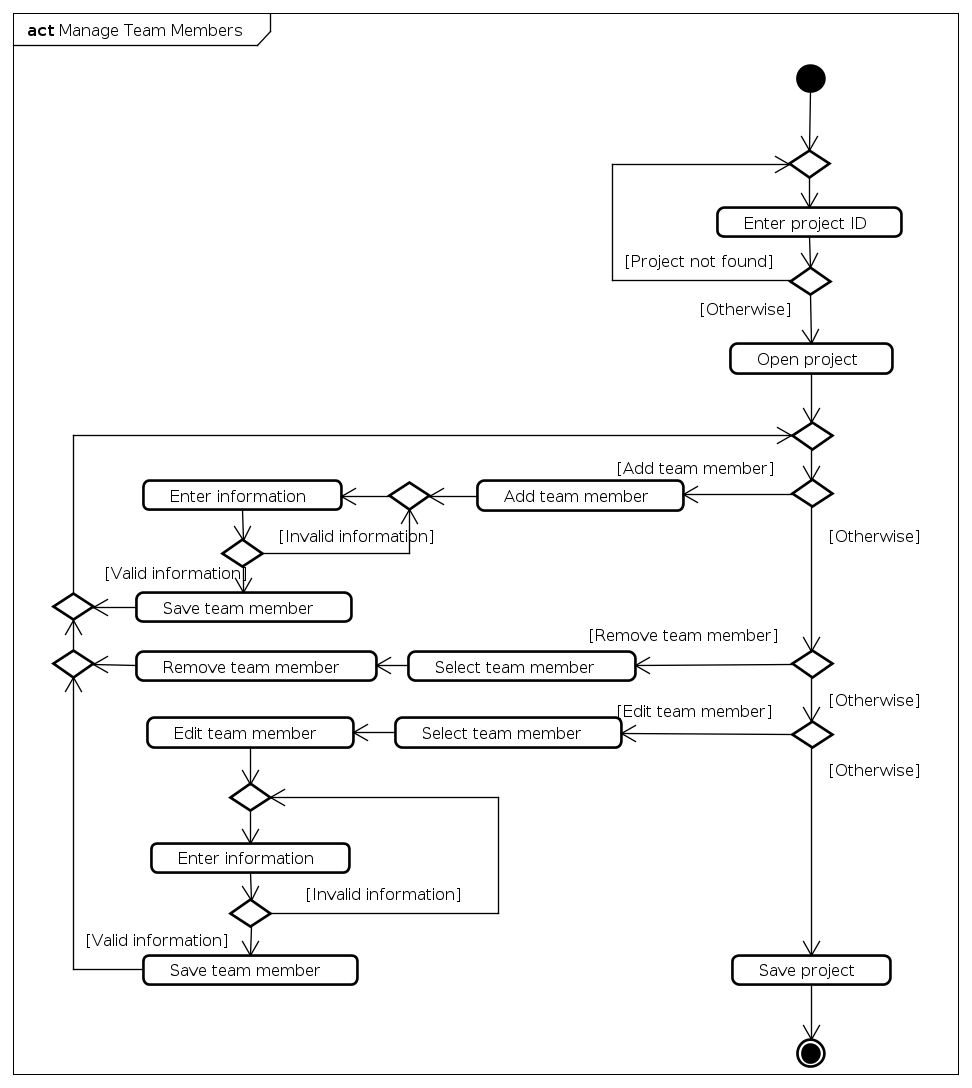 act Manage Team Members
Enter project ID
[Project not found]
[Otherwise]
Open project
[Add team member]
Enter information
Add team member
[Invalid information]
[Otherwise]
[Valid information]
Save team member
[Remove team member]
Remove team member
Select team member
[Otherwise]
[Edit team member]
Edit team member
Select team member
[Otherwise]
Enter information
[Invalid information]
[Valid information]
Save team member
Save project